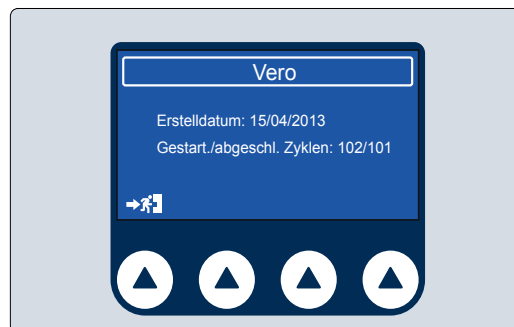 Vero
Erstelldatum: 15/04/2013
Gestart./abgeschl. Zyklen: 102/101